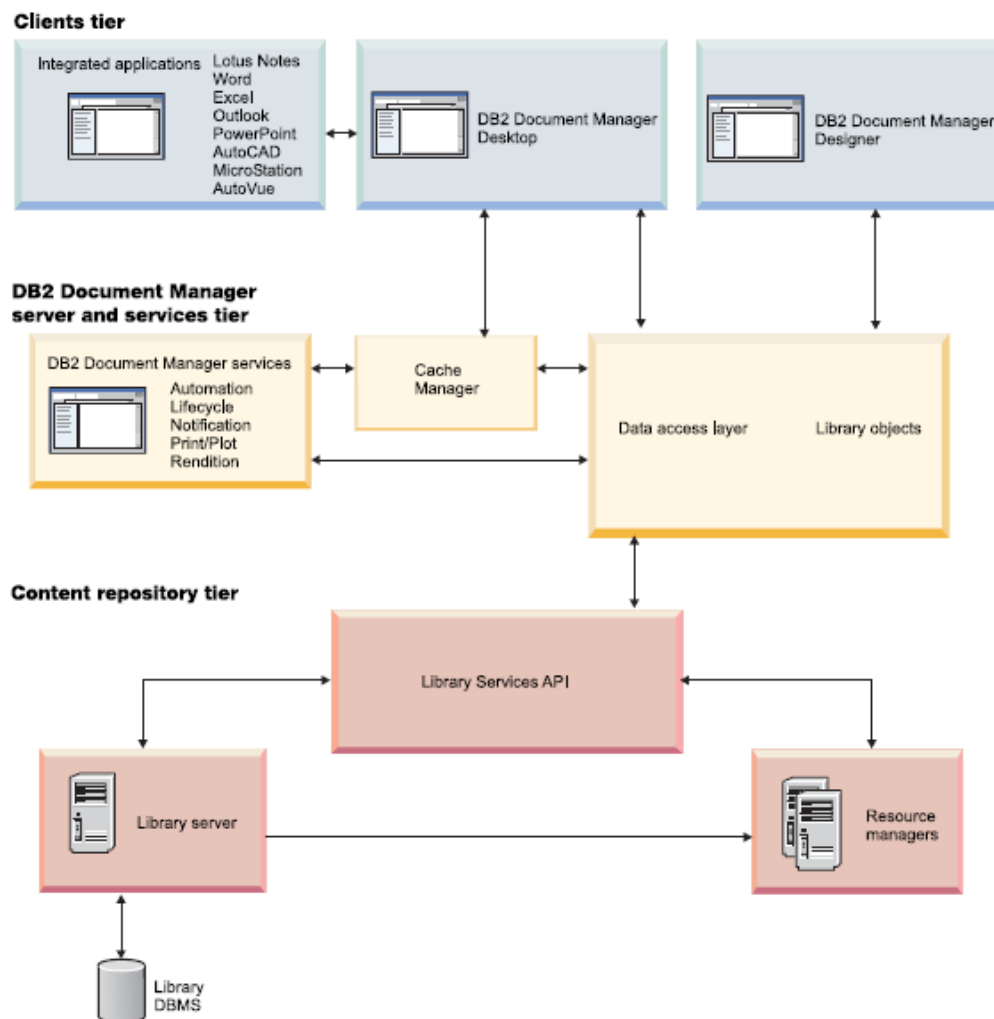 Clients tier
Integrated applications
Lotus Notes
Word
Excel
Outlook
PowerPoint
AutoCAD
MicroStation
AutoVue
DB2 Document Manager
Desktop
DB2 Document Manager
Designer
DB2 Document Manager
server and services tier
DB2 Document Manager services
Automation
Lifecycle
Notification
Print/Plot
Rendition
Cache
Manager
Data access layer
Library objects
Content repository tier
Library Services API
Library server
Resource
managers
Library
DBMS